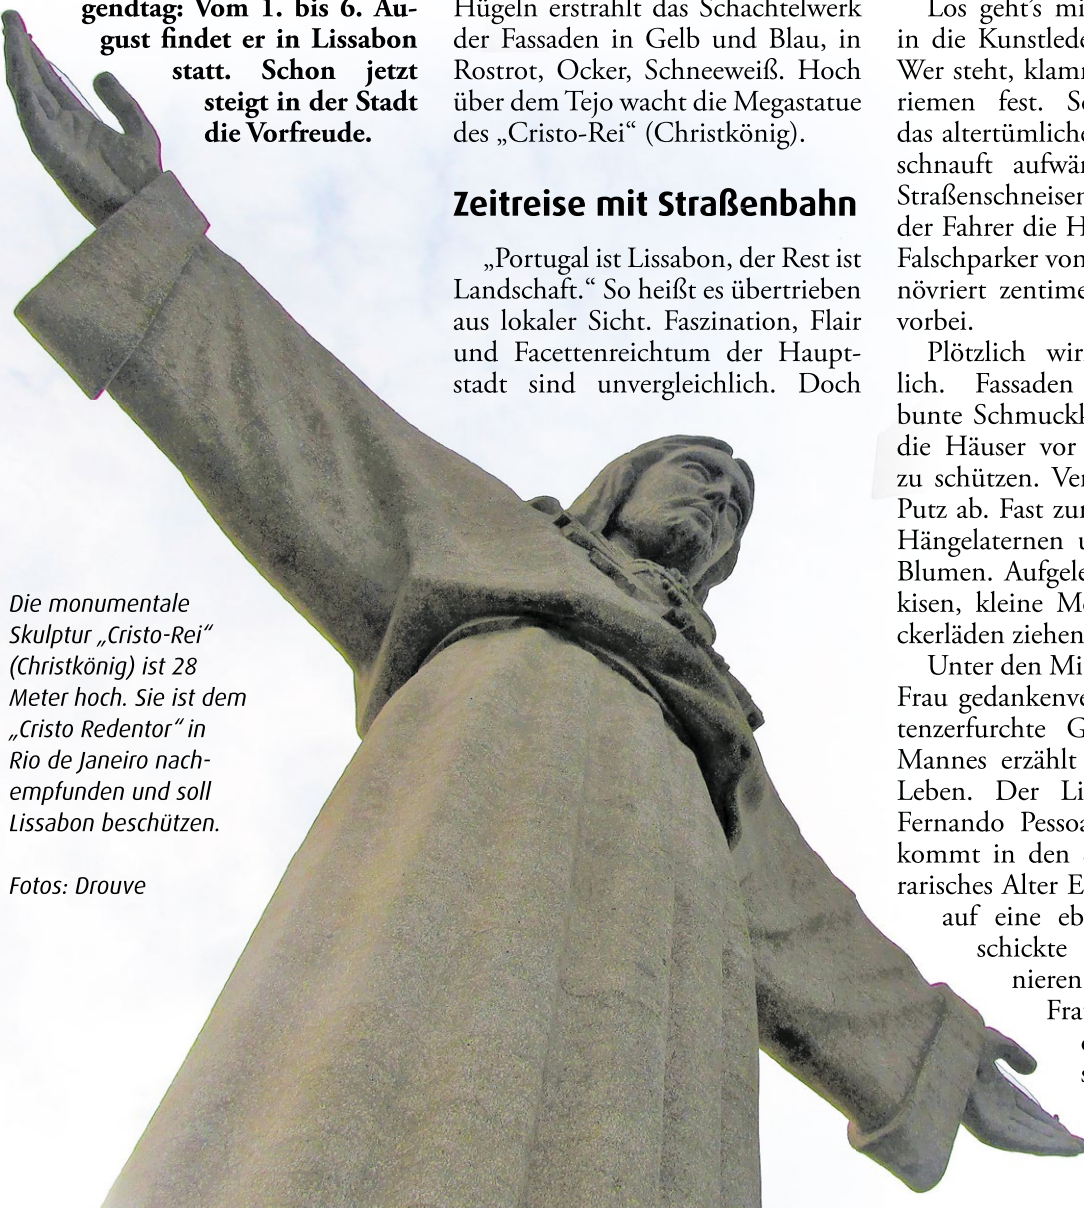 gendtag: Vom 1. bis 6. Au-
gust findet er in Lissabon
statt. Schon jetzt
steigt in der Stadt
die Vorfreude.
Hügeln erstrahlt das Schachtelwerk
der Fassaden in Gelb und Blau, in
Rostrot, Ocker, Schneeweiß. Hoch
über dem Tejo wacht die Megastatue
des „Cristo-Rei“ (Christkönig).
Zeitreise mit Straßenbahn
„Portugal ist Lissabon, der Rest ist
Landschaft.“ So heißt es übertrieben
aus lokaler Sicht. Faszination, Flair
und Facettenreichtum der Haupt-
stadt sind unvergleichlich. Doch
Los geht’s mi
in die Kunstlede
Wer steht, klam
riemen fest. S
das altertümliche
schnauft aufwä
Straßenschneisen
der Fahrer die H
Falschparker von
növriert zentime
vorbei.
Plötzlich wir
lich. Fassaden
bunte Schmuck
die Häuser vor
zu schützen. Ver
Putz ab. Fast zu
Hängelaternen u
Blumen. Aufgele
kisen, kleine M
ckerläden ziehen
Unter den Mi
Frau gedankenve
tenzerfurchte G
Mannes erzählt
Leben. Der Li
Fernando Pessoa
kommt in den
rarisches Alter E
auf eine eb
schickte
nieren
Fra
Die monumentale
Skulptur „Cristo-Rei“
(Christkönig) ist 28
Meter hoch. Sie ist dem
„Cristo Redentor“ in
Rio de Janeiro nach-
empfunden und soll
Lissabon beschützen.
Fotos: Drouve